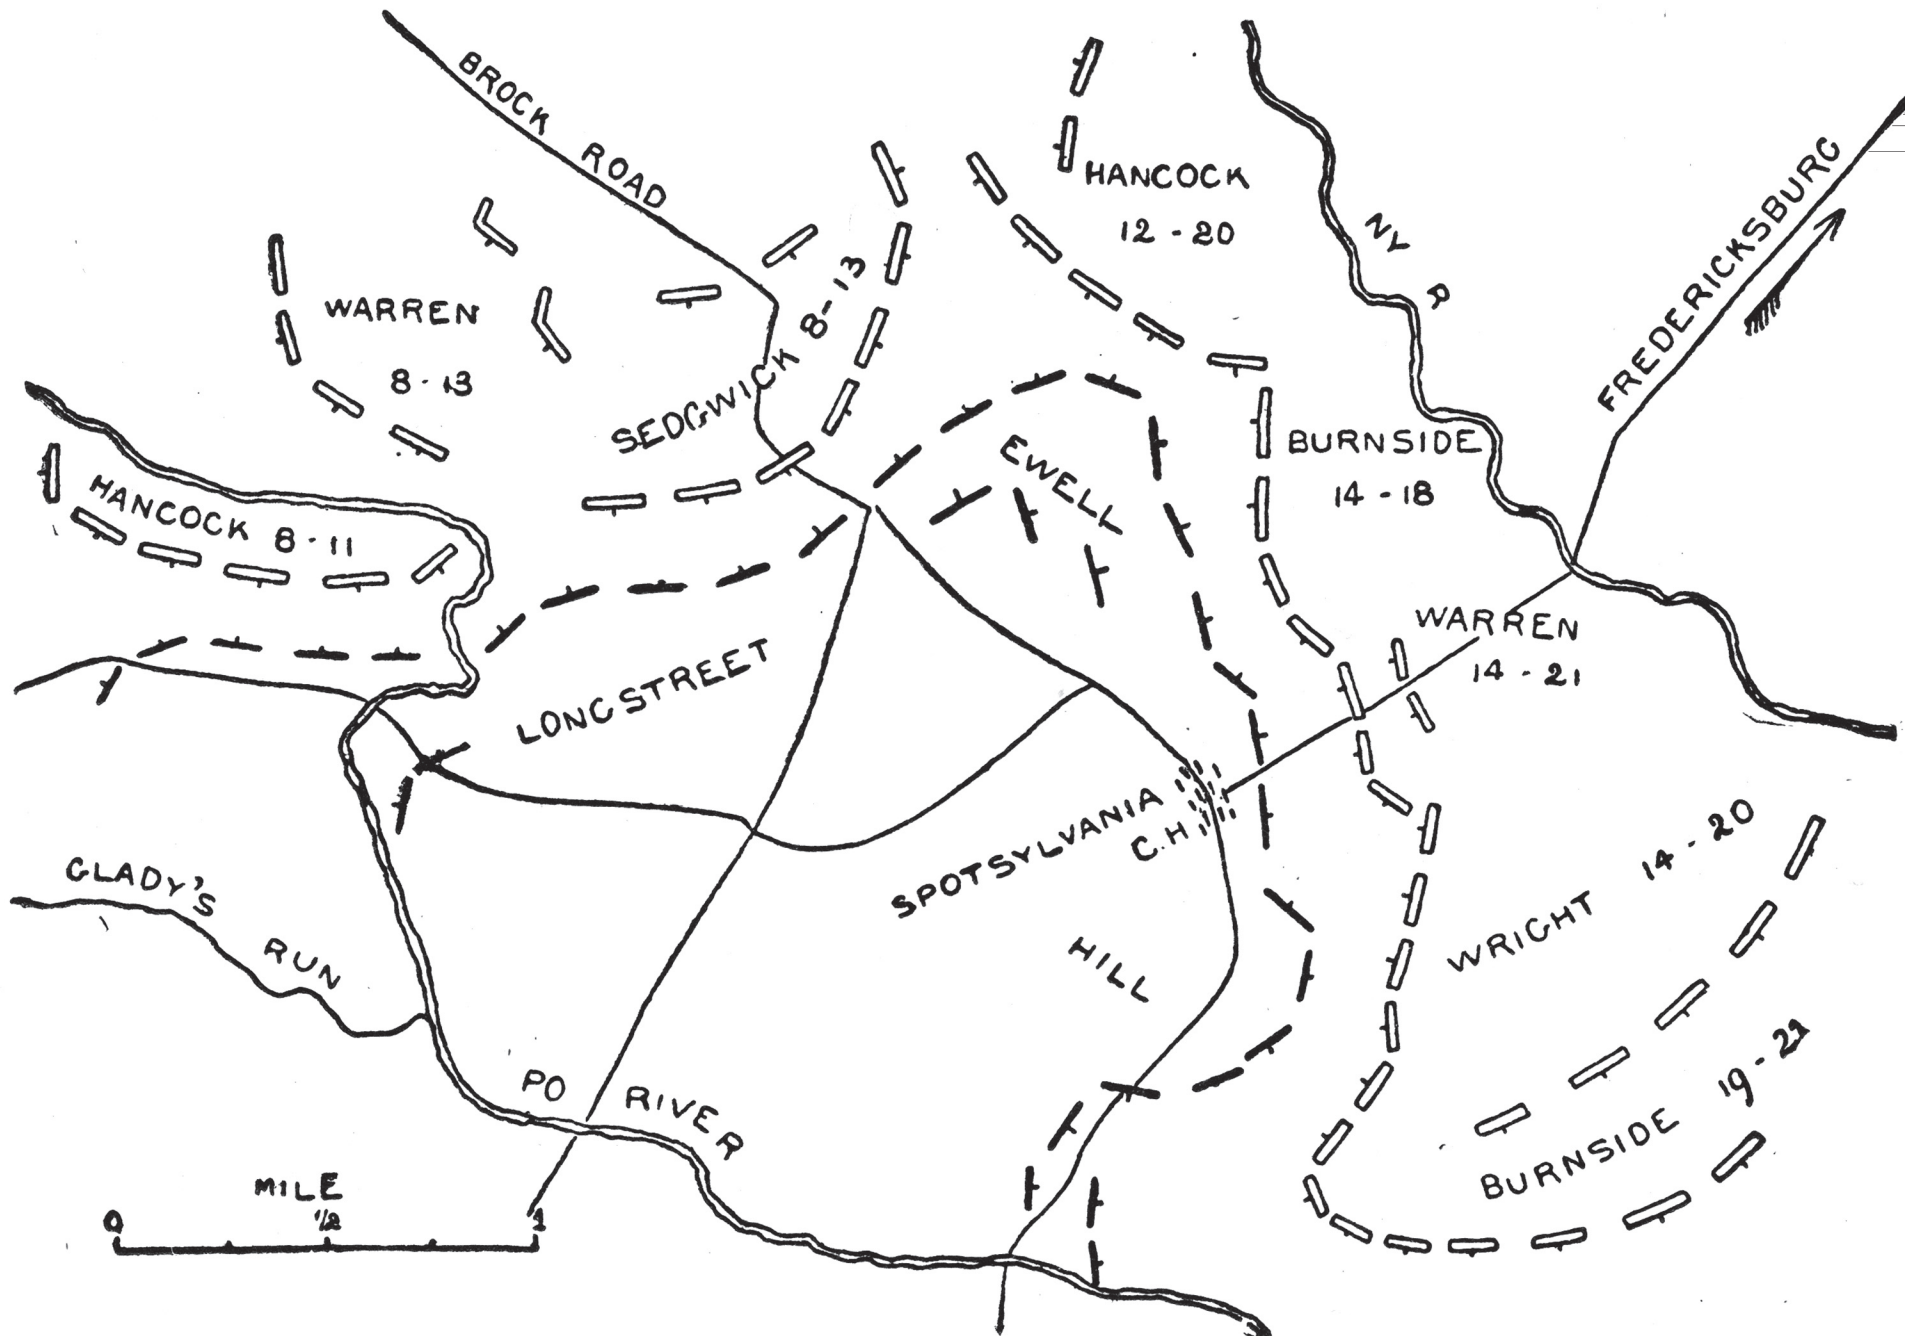 BROCK ROAD
HANCOCK
12 - 20
NY R
FREDERICKSBURG
WARREN
8 - 13
SEDGWICK 8 - 13
HANCOCK 8 - 11
EWELL
BURNSIDE
14 - 18
WARREN
14 - 21
LONGSTREET
SPOTSYLVANIA
C.H.
GLADY'S RUN
HILL
WRIGHT 14 - 20
PO RIVER
BURNSIDE 19 - 21
MILE
0 1/2 1